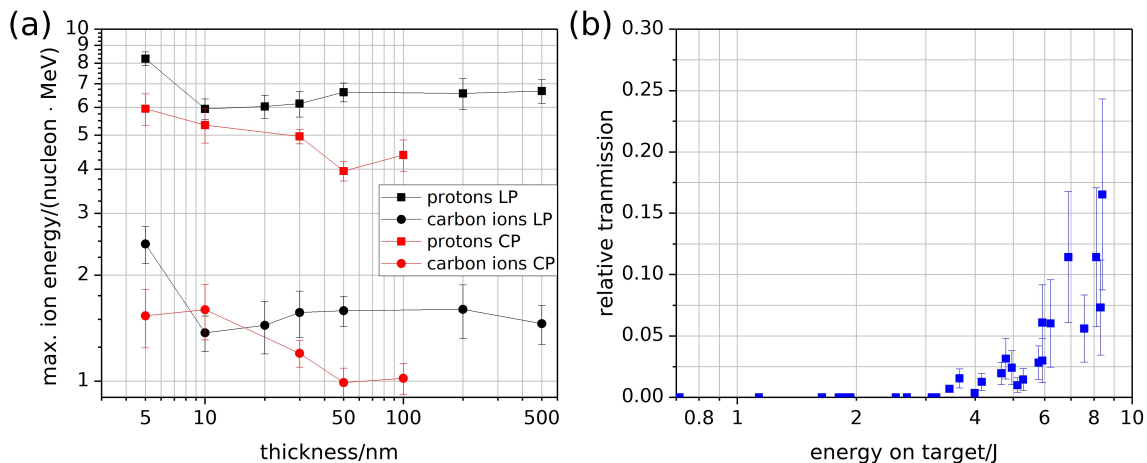 (a)
max. ion energy/(nucleon · MeV)
10
9
8
7
6
5
4
3
2
1
protons LP
carbon ions LP
protons CP
carbon ions CP
5 10 50 100 500
thickness/nm
(b)
relative tranmission
0.30
0.25
0.20
0.15
0.10
0.05
0.00
0.8 1 2 4 6 8 10
energy on target/J